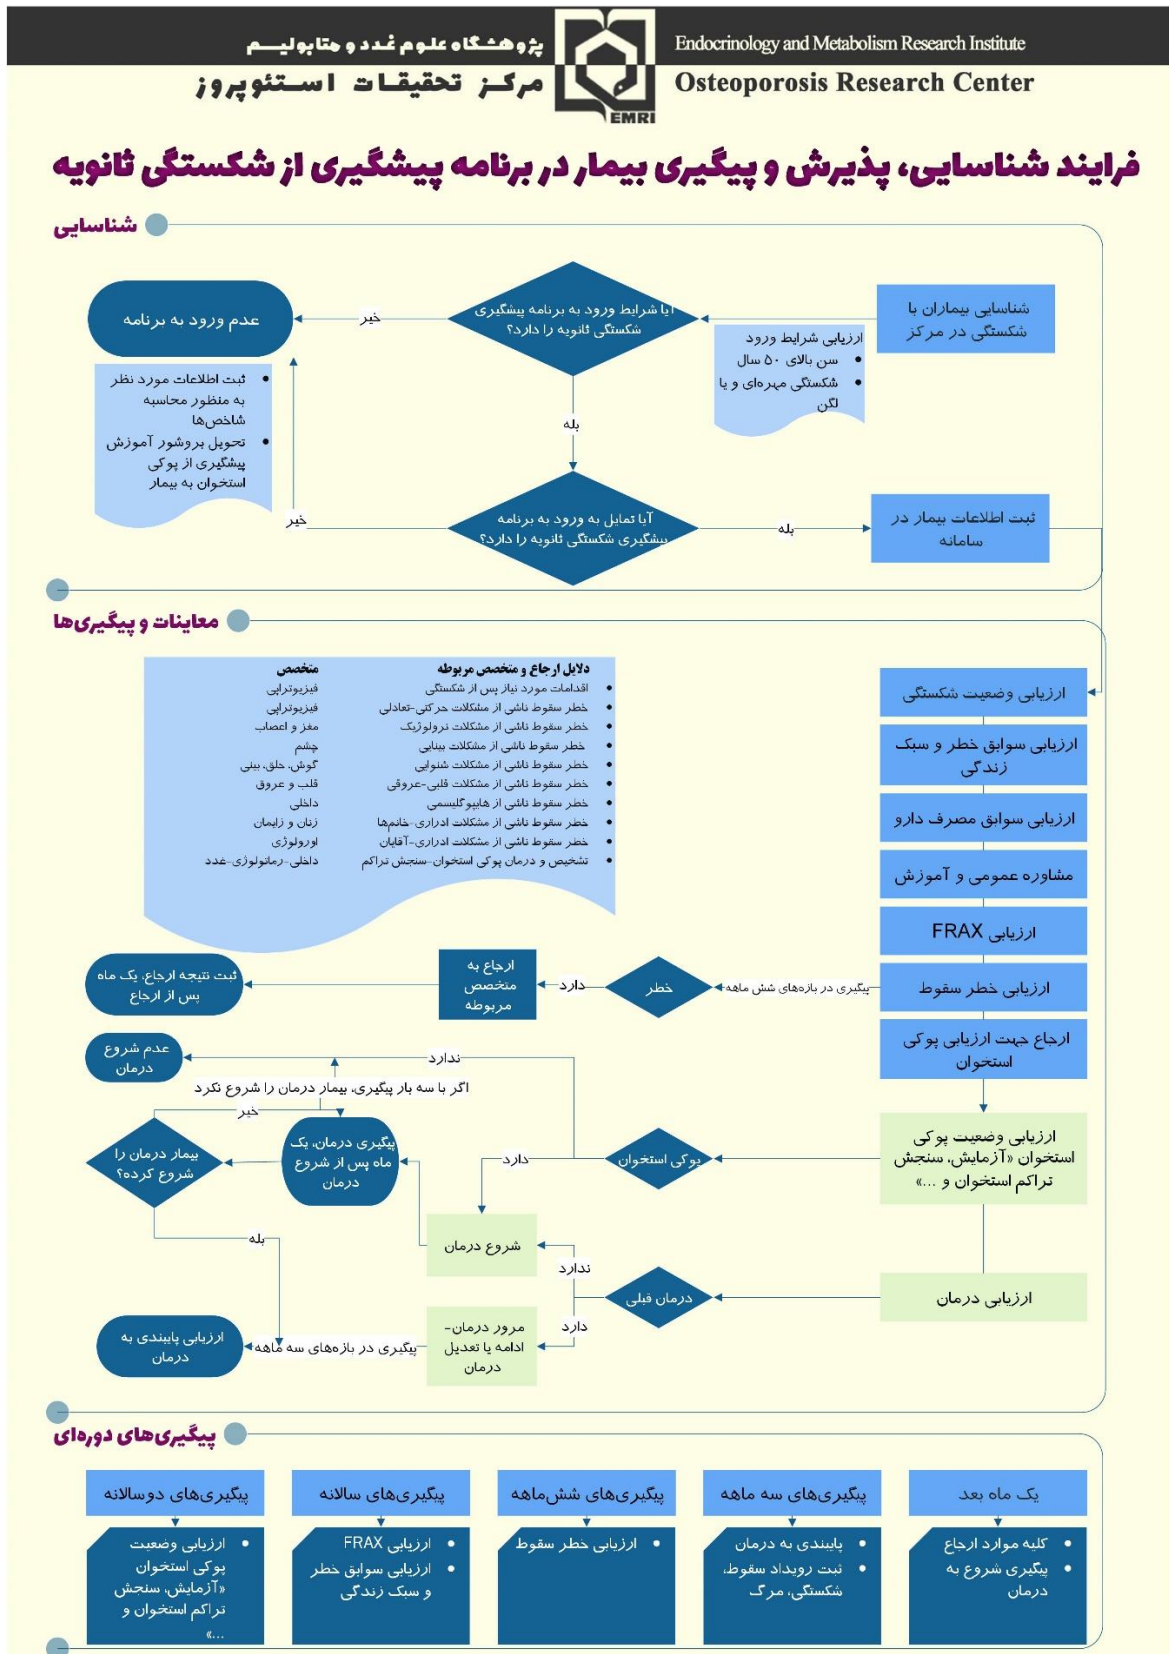 پژوهشگاه علوم غدد و متابولیسم
Endocrinology and Metabolism Research Institute
مرکز تحقیقات استئوپروز
Osteoporosis Research Center
EMRI
فرایند شناسایی، پذیرش و پیگیری بیمار در برنامه پیشگیری از شکستگی ثانویه
شناسایی
شناسایی بیماران با
شکستگی در مرکز
ارزیابی شرایط ورود
• سن بالای ۵۰ سال
• شکستگی مهره‌ای و یا
لگن
آیا شرایط ورود به برنامه پیشگیری
شکستگی ثانویه را دارد؟
خیر
عدم ورود به برنامه
• ثبت اطلاعات مورد نظر
به منظور محاسبه
شاخص‌ها
• تحویل بروشور آموزش
پیشگیری از پوکی
استخوان به بیمار
بله
آیا تمایل به ورود به برنامه
پیشگیری شکستگی ثانویه را دارد؟
خیر
بله
ثبت اطلاعات بیمار در
سامانه
معاینات و پیگیری‌ها
دلایل ارجاع و متخصص مربوطه متخصص
• اقدامات مورد نیاز پس از شکستگی فیزیوتراپی
• خطر سقوط ناشی از مشکلات حرکتی-تعادلی فیزیوتراپی
• خطر سقوط ناشی از مشکلات نرولوژیک مغز و اعصاب
• خطر سقوط ناشی از مشکلات بینایی چشم
• خطر سقوط ناشی از مشکلات شنوایی گوش، حلق، بینی
• خطر سقوط ناشی از مشکلات قلبی-عروقی قلب و عروق
• خطر سقوط ناشی از هایپوگلیسمی داخلی
• خطر سقوط ناشی از مشکلات ادراری-خانم‌ها زنان و زایمان
• خطر سقوط ناشی از مشکلات ادراری-آقایان اورولوژی
• تشخیص و درمان پوکی استخوان-سنجش تراکم داخلی-رماتولوژی-غدد
ارزیابی وضعیت شکستگی
ارزیابی سوابق خطر و سبک
زندگی
ارزیابی سوابق مصرف دارو
مشاوره عمومی و آموزش
ارزیابی FRAX
ارزیابی خطر سقوط
پیگیری در بازه‌های شش ماهه
خطر
دارد
ارجاع به
متخصص
مربوطه
ثبت نتیجه ارجاع، یک ماه
پس از ارجاع
ارجاع جهت ارزیابی پوکی
استخوان
ارزیابی وضعیت پوکی
استخوان «آزمایش، سنجش
تراکم استخوان و ...»
پوکی استخوان
ندارد
عدم شروع
درمان
اگر با سه بار پیگیری، بیمار درمان را شروع نکرد
خیر
دارد
شروع درمان
پیگیری درمان، یک
ماه پس از شروع
درمان
بیمار درمان را
شروع کرده؟
بله
ارزیابی درمان
درمان قبلی
ندارد
دارد
مرور درمان-
ادامه یا تعدیل
درمان
پیگیری در بازه‌های سه ماهه
ارزیابی پایبندی به
درمان
پیگیری‌های دوره‌ای
یک ماه بعد
• کلیه موارد ارجاع
• پیگیری شروع به
درمان
پیگیری‌های سه ماهه
• پایبندی به درمان
• ثبت رویداد سقوط،
شکستگی، مرگ
پیگیری‌های شش‌ماهه
• ارزیابی خطر سقوط
پیگیری‌های سالانه
• ارزیابی FRAX
• ارزیابی سوابق خطر
و سبک زندگی
پیگیری‌های دوسالانه
• ارزیابی وضعیت
پوکی استخوان
«آزمایش، سنجش
تراکم استخوان و
...»